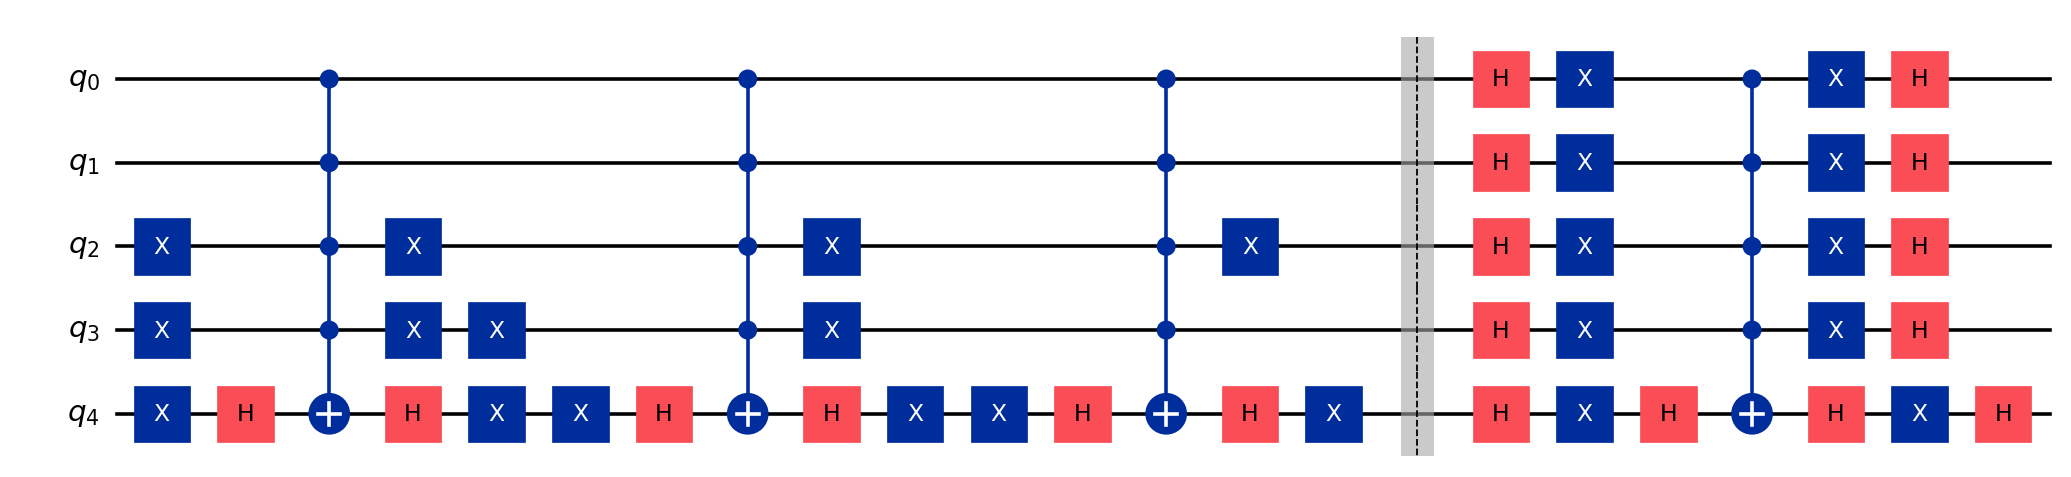 q0 H X X H
q1 H X X H
q2 X X X X H X X H
q3 X X X X H X X H
q4 X H H X X H H X X H H X H X H H X H